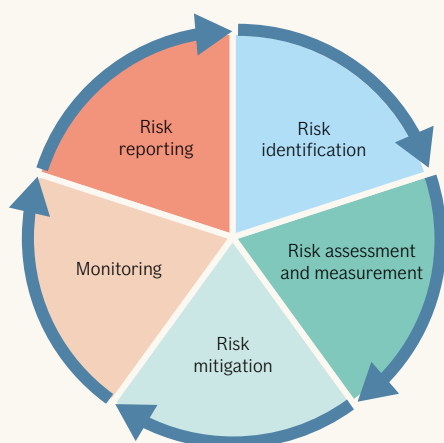 Risk
identification
Risk assessment
and measurement
Risk
mitigation
Monitoring
Risk
reporting